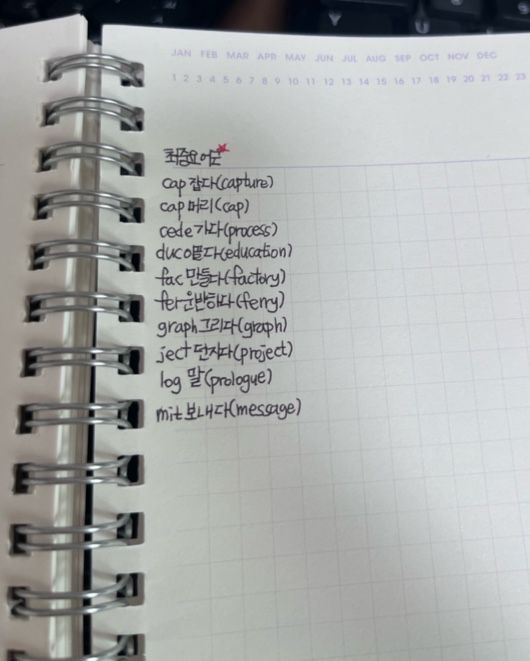 JAN FEB MAR APR MAY JUN JUL AUG SEP OCT NOV DEC
1 2 3 4 5 6 7 8 9 10 11 12 13 14 15 16 17 18 19 20 21 22 23
최중요 어근
cap 잡다(capture)
cap 머리(cap)
cede 가다(process)
duco 끌다(education)
fac 만들다(factory)
fer 운반하다(ferry)
graph 그리다(graph)
ject 던지다(project)
log 말(prologue)
mit 보내다(message)